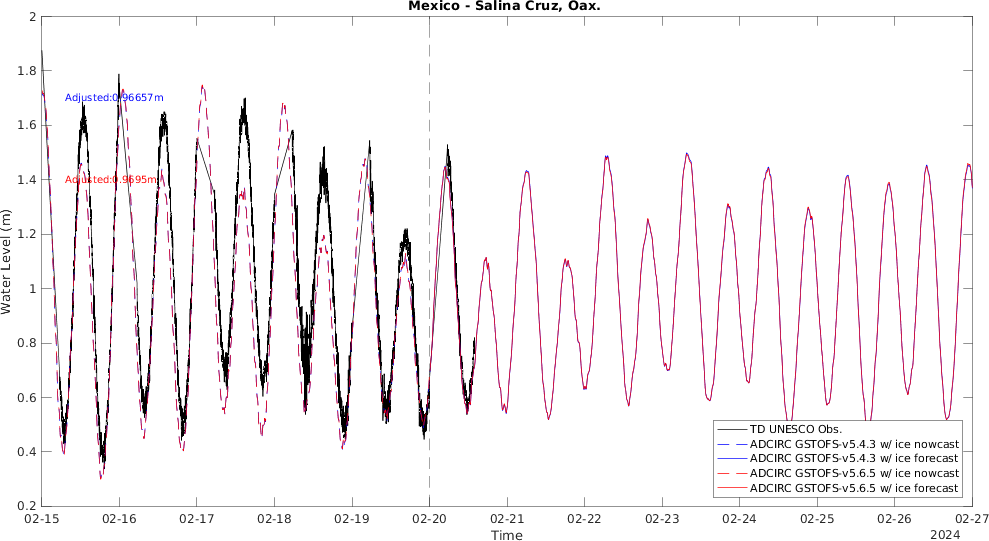 Mexico - Salina Cruz, Oax.
2
1.8
Adjusted:0.96657m
1.6
1.4
Adjusted:0.9695m
1.2
Water Level (m)
1
0.8
0.6
TD UNESCO Obs.
ADCIRC GSTOFS-v5.4.3 w/ ice nowcast
0.4
ADCIRC GSTOFS-v5.4.3 w/ ice forecast
ADCIRC GSTOFS-v5.6.5 w/ ice nowcast
ADCIRC GSTOFS-v5.6.5 w/ ice forecast
0.2
02-15 02-16 02-17 02-18 02-19 02-20 02-21 02-22 02-23 02-24 02-25 02-26 02-27
Time
2024